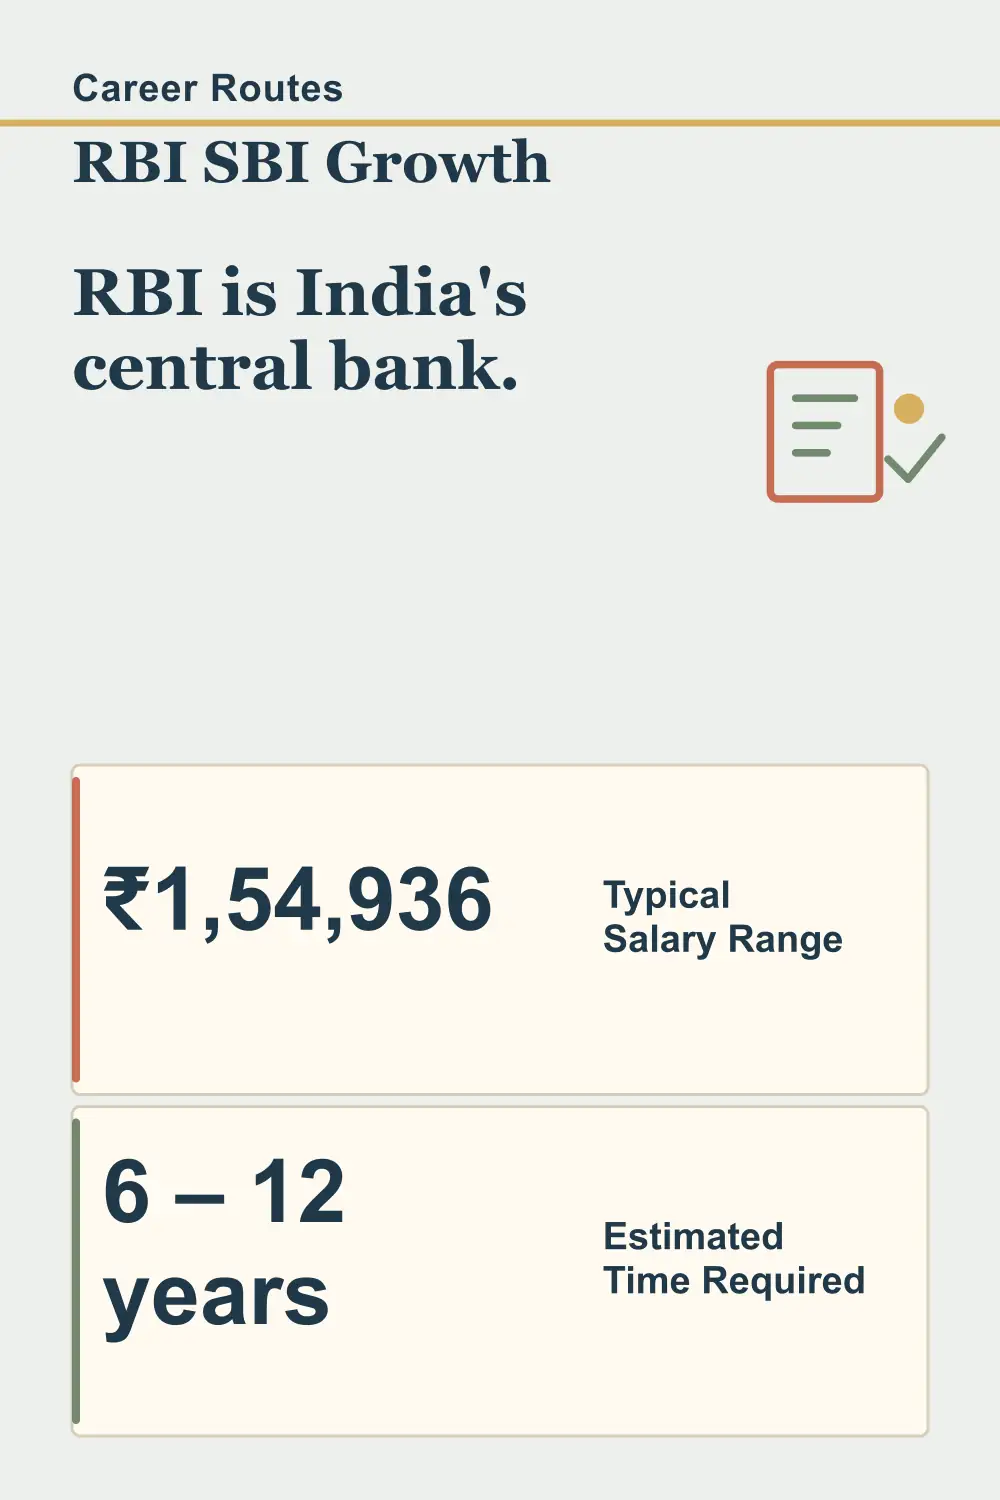 Career Routes
RBI SBI Growth
RBI is India's
central bank.
₹1,54,936
Typical
Salary Range
6 – 12
years
Estimated
Time Required